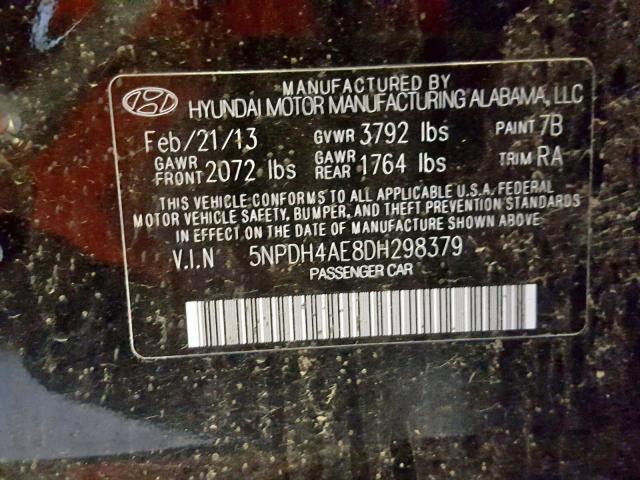 MANUFACTURED BY
HYUNDAI MOTOR MANUFACTURING ALABAMA, LLC
Feb/21/13 GVWR 3792 lbs PAINT 7B
GAWR FRONT 2072 lbs GAWR REAR 1764 lbs TRIM RA
THIS VEHICLE CONFORMS TO ALL APPLICABLE U.S.A. FEDERAL
MOTOR VEHICLE SAFETY, BUMPER, AND THEFT PREVENTION STANDARDS
IN EFFECT ON THE DATE OF MANUFACTURE SHOWN ABOVE
V.I.N 5NPDH4AE8DH298379
PASSENGER CAR